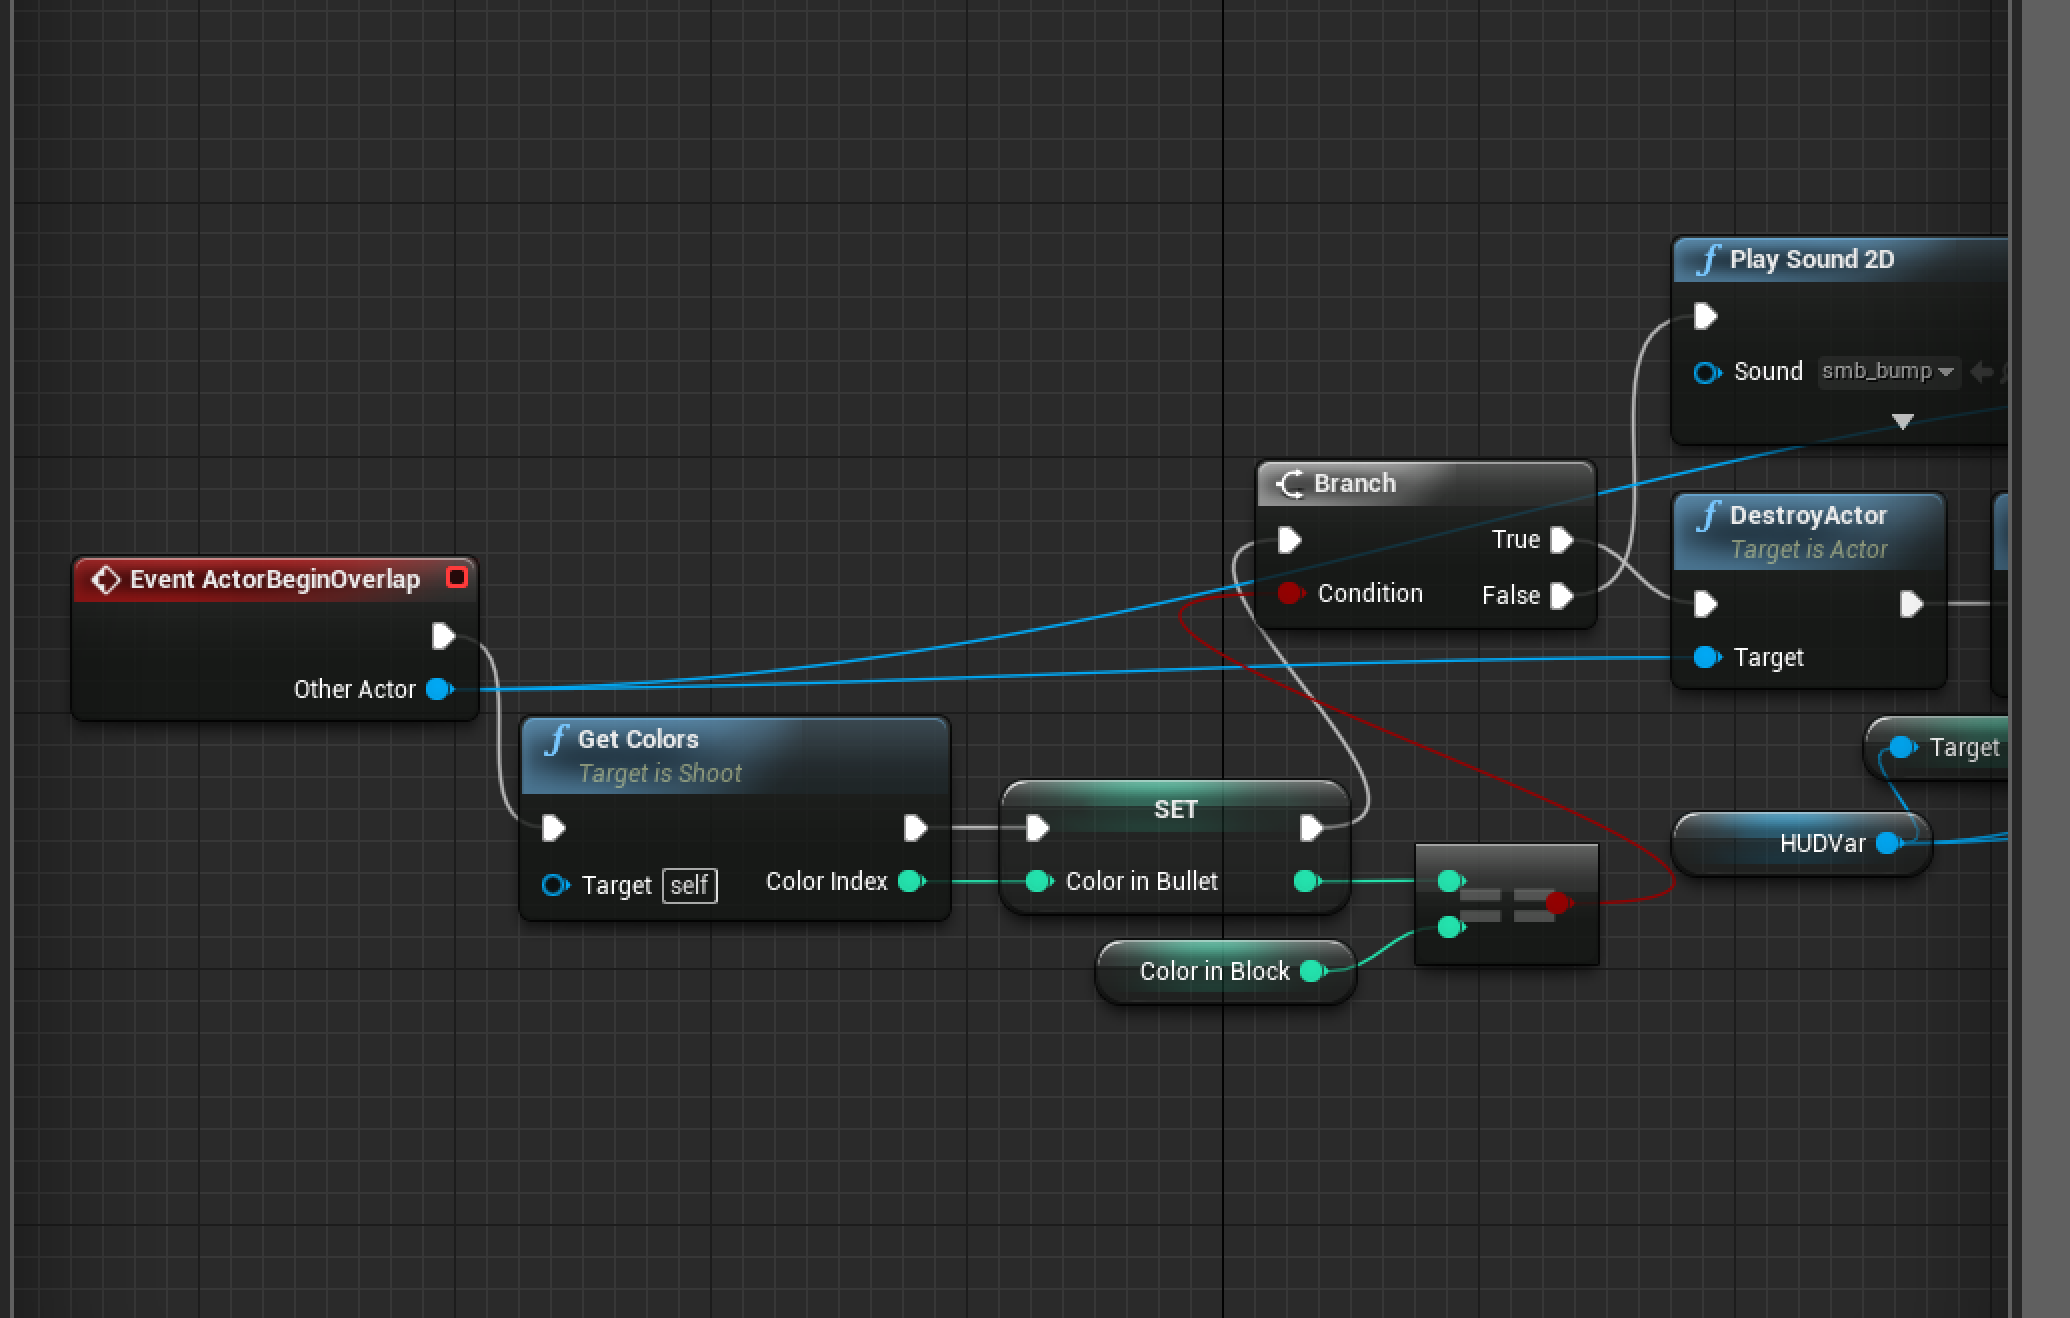 Play Sound 2D
Sound smb_bump
Branch
True
Condition
False
DestroyActor
Target is Actor
Target
Event ActorBeginOverlap
Other Actor
Get Colors
Target is Shoot
Target self
Color Index
SET
Color in Bullet
Color in Block
Target
HUDVar